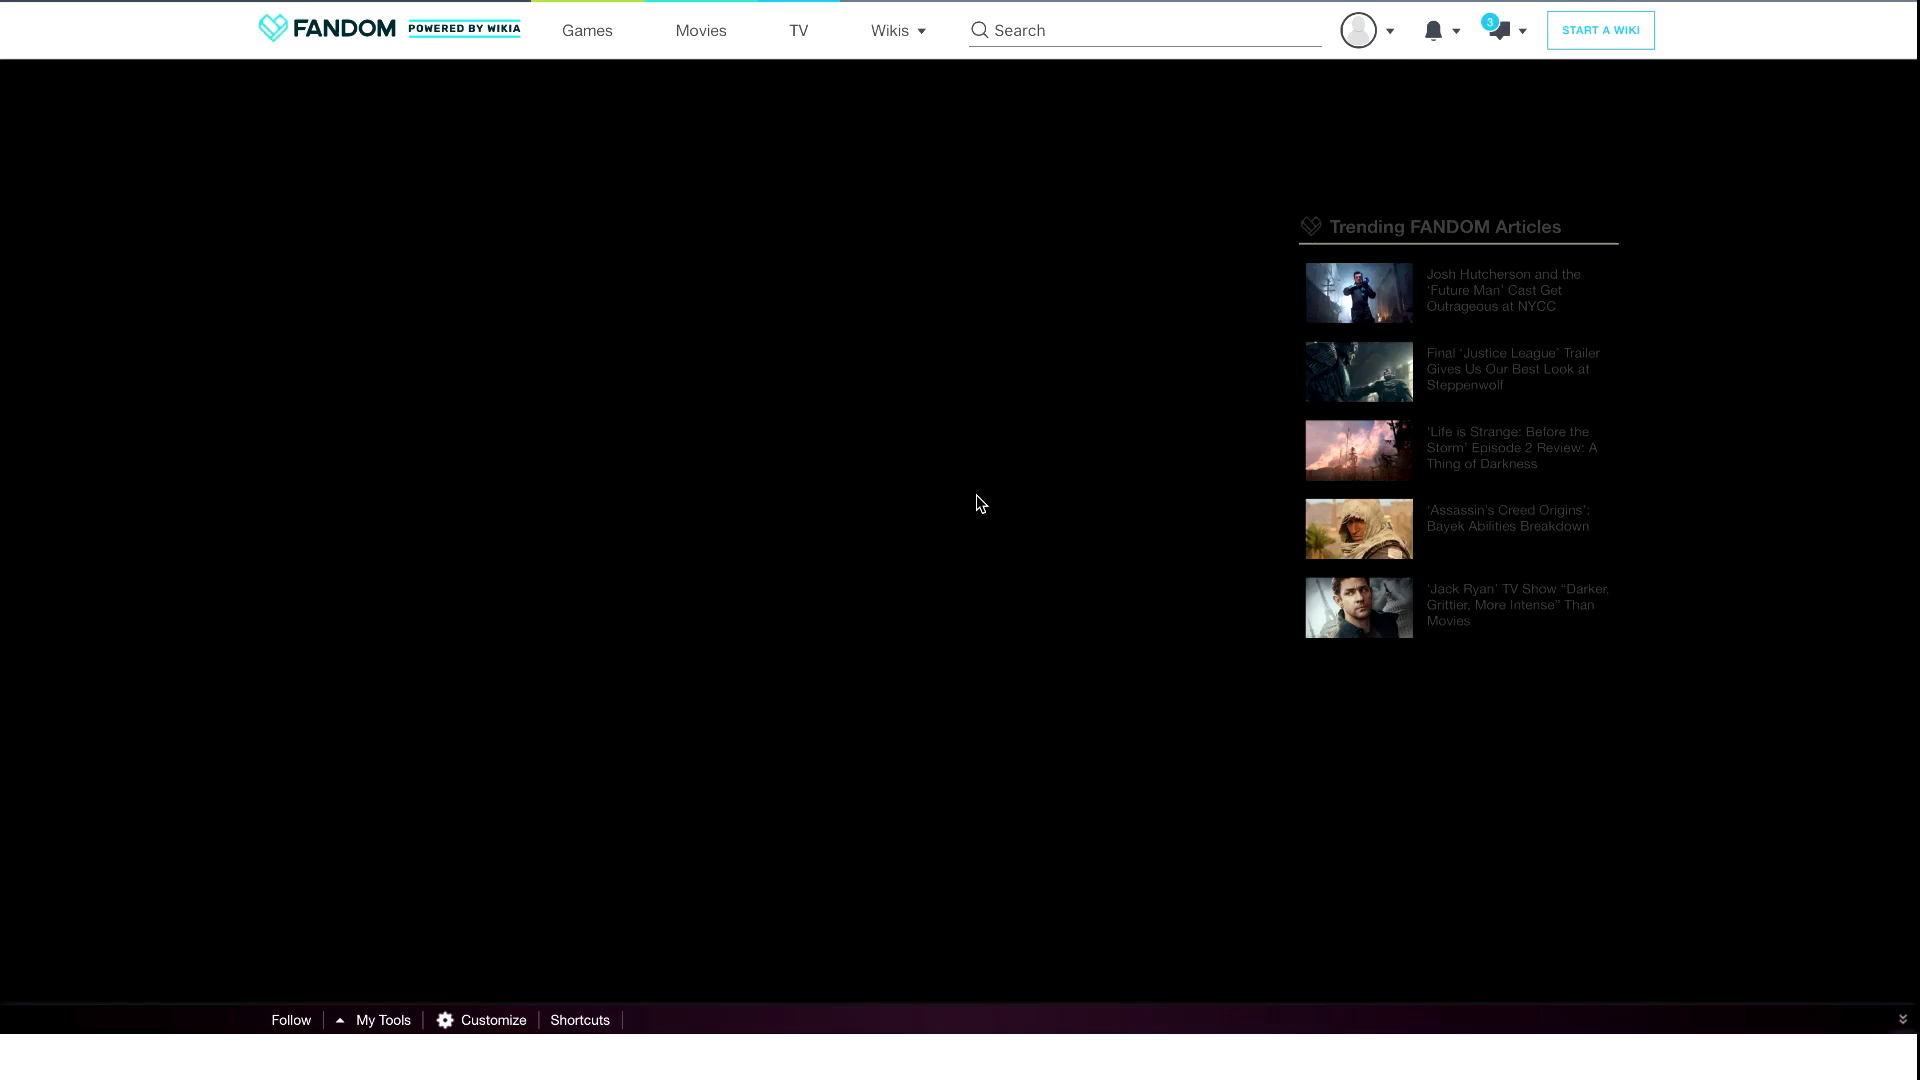 FANDOM POWERED BY WIKIA Games Movies TV Wikis Search 3 START A WIKI
Trending FANDOM Articles
Josh Hutcherson and the
‘Future Man’ Cast Get
Outrageous at NYCC
Final ‘Justice League’ Trailer
Gives Us Our Best Look at
Steppenwolf
‘Life is Strange: Before the
Storm’ Episode 2 Review: A
Thing of Darkness
‘Assassin’s Creed Origins’:
Bayek Abilities Breakdown
‘Jack Ryan’ TV Show “Darker,
Grittier, More Intense” Than
Movies
Follow My Tools Customize Shortcuts